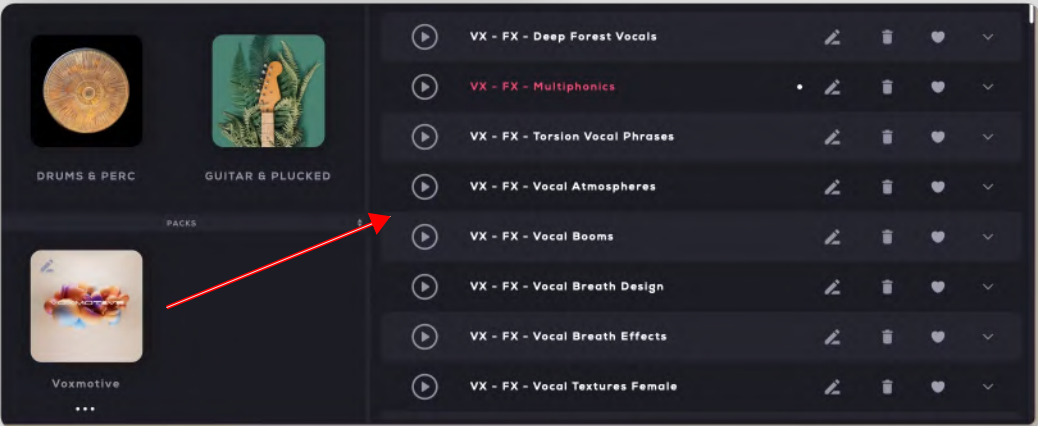 DRUMS & PERC
GUITAR & PLUCKED
PACKS
Voxmotive
VX - FX - Deep Forest Vocals
VX - FX - Multiphonics
VX - FX - Torsion Vocal Phrases
VX - FX - Vocal Atmospheres
VX - FX - Vocal Booms
VX - FX - Vocal Breath Design
VX - FX - Vocal Breath Effects
VX - FX - Vocal Textures Female